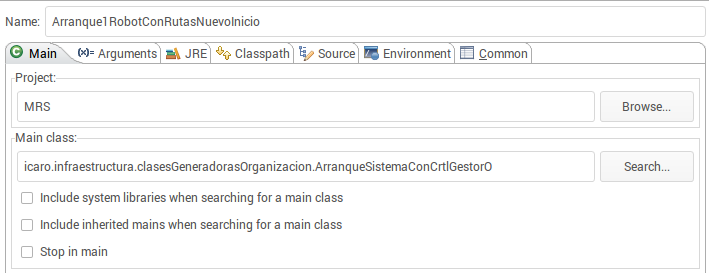 Name: Arranque1RobotConRutasNuevoInicio
Main (x)= Arguments JRE Classpath Source Environment Common
Project:
MRS Browse...
Main class:
icaro.infraestructura.clasesGeneradorasOrganizacion.ArranqueSistemaConCrtlGestorO Search...
Include system libraries when searching for a main class
Include inherited mains when searching for a main class
Stop in main